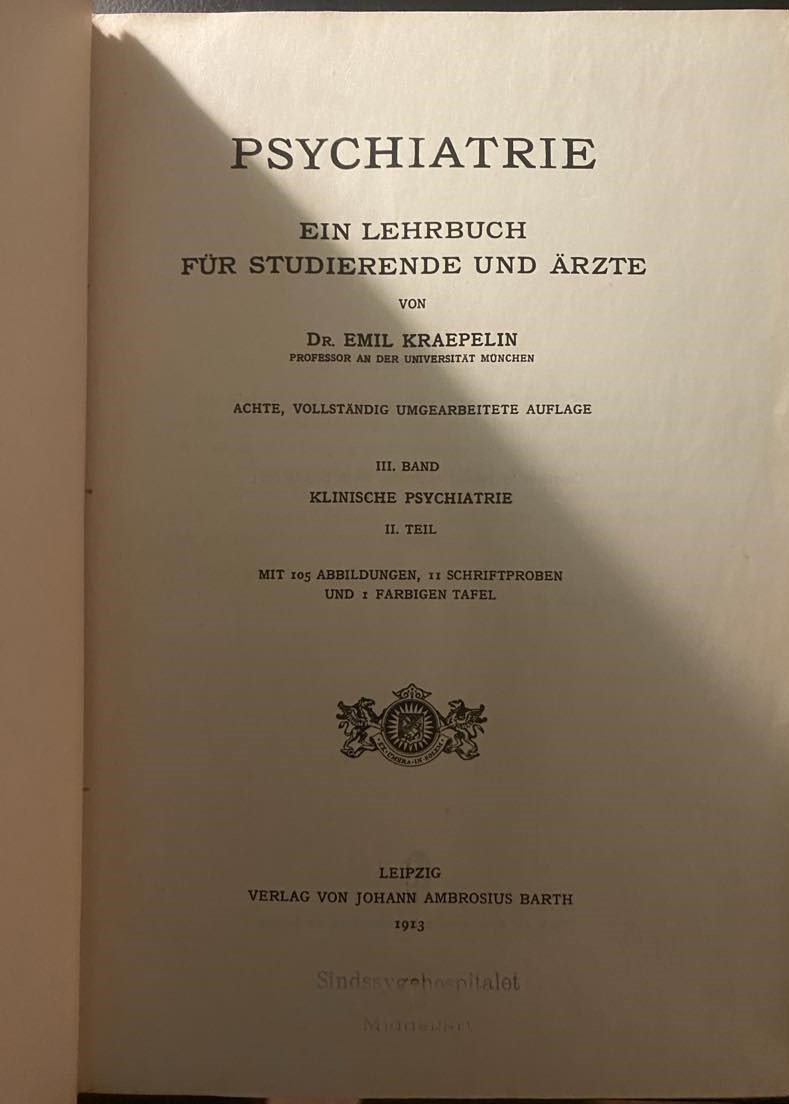 PSYCHIATRIE
EIN LEHRBUCH
FÜR STUDIERENDE UND ÄRZTE
VON
DR. EMIL KRAEPELIN
PROFESSOR AN DER UNIVERSITÄT MÜNCHEN
ACHTE, VOLLSTÄNDIG UMGEARBEITETE AUFLAGE
III. BAND
KLINISCHE PSYCHIATRIE
II. TEIL
MIT 105 ABBILDUNGEN, 11 SCHRIFTPROBEN
UND 1 FARBIGEN TAFEL
LEIPZIG
VERLAG VON JOHANN AMBROSIUS BARTH
1913
Sindssygehospitalet